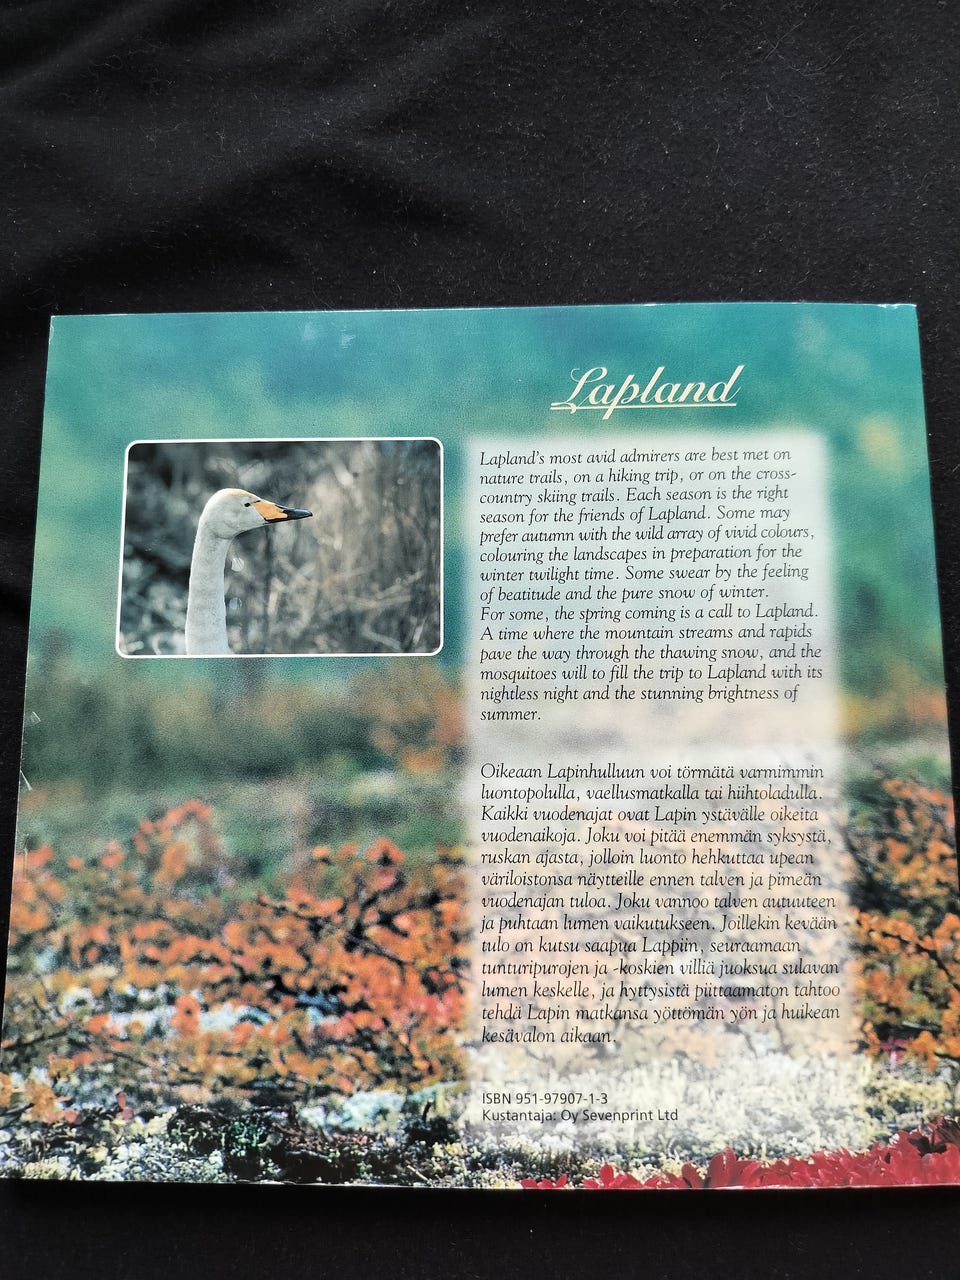 Lapland
Lapland's most avid admirers are best met on
nature trails, on a hiking trip, or on the cross-
country skiing trails. Each season is the right
season for the friends of Lapland. Some may
prefer autumn with the wild array of vivid colours,
colouring the landscapes in preparation for the
winter twilight time. Some swear by the feeling
of beatitude and the pure snow of winter.
For some, the spring coming is a call to Lapland.
A time where the mountain streams and rapids
pave the way through the thawing snow, and the
mosquitoes will to fill the trip to Lapland with its
nightless night and the stunning brightness of
summer.
Oikeaan Lapinhulluun voi törmätä varmimmin
luontopolulla, vaellusmatkalla tai hiihtoladulla.
Kaikki vuodenajat ovat Lapin ystävälle oikeita
vuodenaikoja. Joku voi pitää enemmän syksystä,
ruskan ajasta, jolloin luonto hehkuttaa upean
väriloistonsa näytteille ennen talven ja pimeän
vuodenajan tuloa. Joku vannoo talven autuuteen
ja puhtaan lumen vaikutukseen. Joillekin kevään
tulo on kutsu saapua Lappiin, seuraamaan
tunturipurojen ja -koskien villiä juoksua sulavan
lumen keskelle, ja hyttysistä piittaamaton tahtoo
tehdä Lapin matkansa yöttömän yön ja huikean
kesävalon aikaan.
ISBN 951-97907-1-3
Kustantaja: Oy Sevenprint Ltd